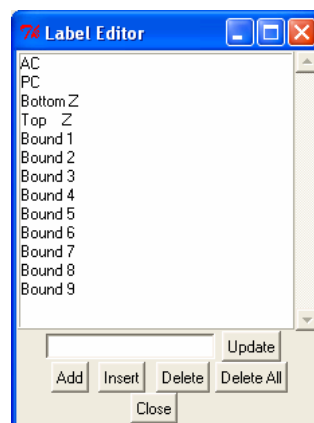 Label Editor
AC
PC
Bottom Z
Top Z
Bound 1
Bound 2
Bound 3
Bound 4
Bound 5
Bound 6
Bound 7
Bound 8
Bound 9
Update
Add Insert Delete Delete All
Close